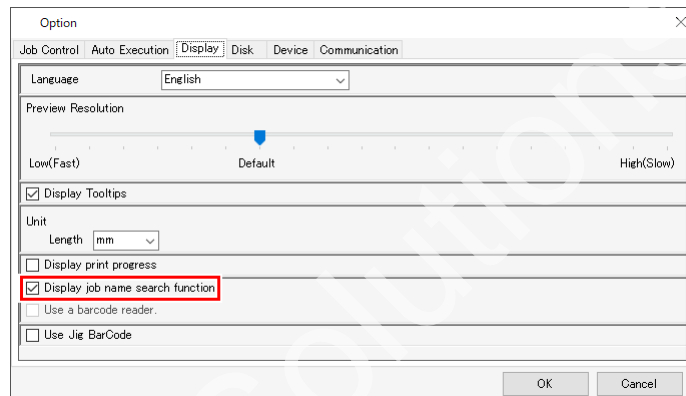 Option
Job Control Auto Execution Display Disk Device Communication
Language English
Preview Resolution
Low(Fast) Default High(Slow)
Display Tooltips
Unit
Length mm
Display print progress
Display job name search function
Use a barcode reader.
Use Jig BarCode
OK Cancel